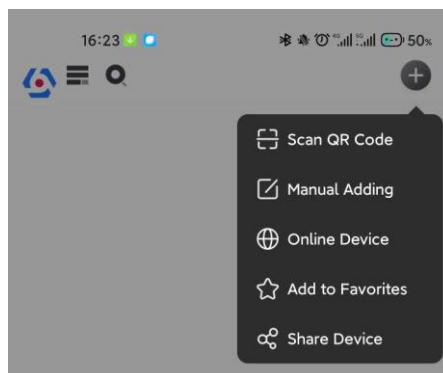 16:23
50%
Scan QR Code
Manual Adding
Online Device
Add to Favorites
Share Device